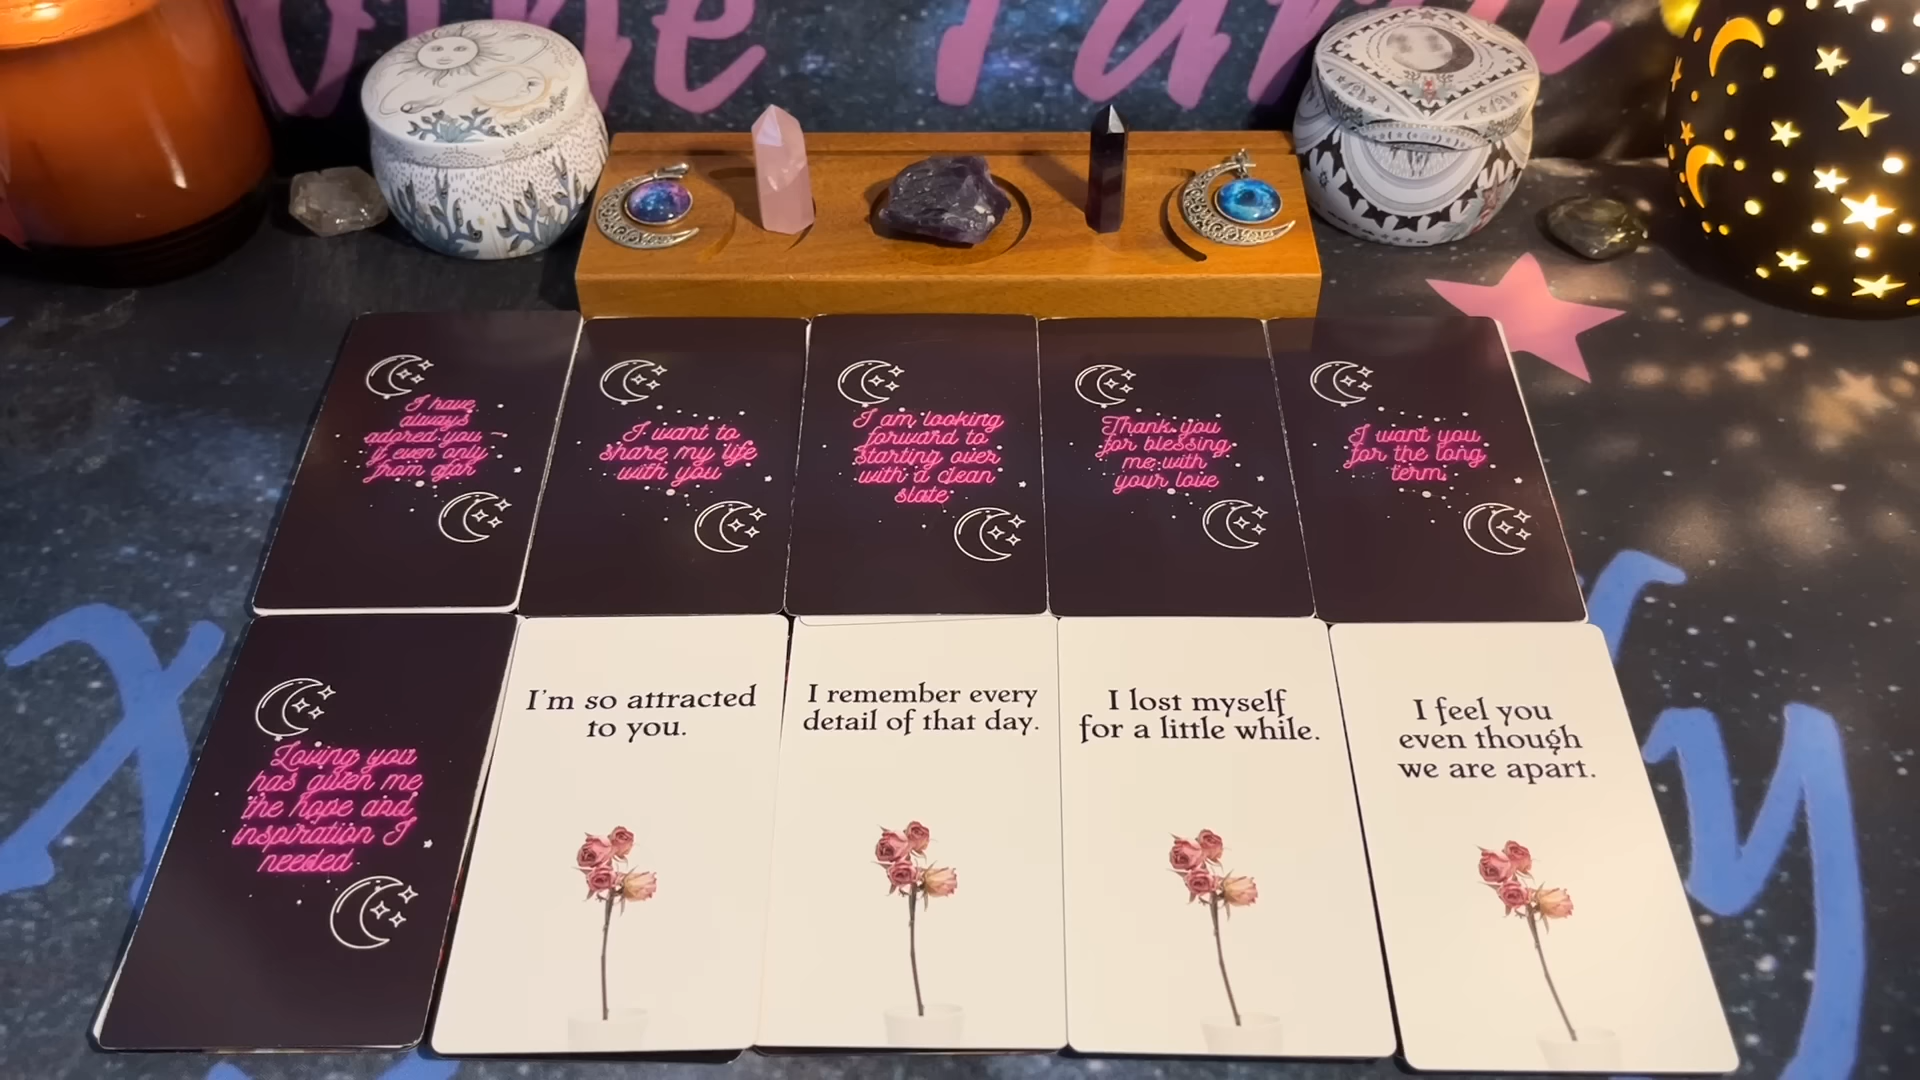 I have
always
adored you
if even only
from afar
I want to
share my life
with you
I am looking
forward to
starting over
with a clean
slate
Thank you
for blessing
me with
your love
I want you
for the long
term
Loving you
has given me
the hope and
inspiration I
needed
I'm so attracted
to you.
I remember every
detail of that day.
I lost myself
for a little while.
I feel you
even though
we are apart.